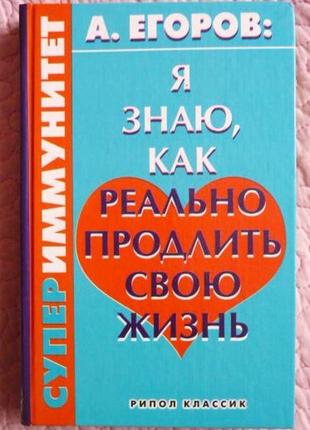 СУПЕРИММУНИТЕТ
А. ЕГОРОВ:
Я
ЗНАЮ,
КАК
РЕАЛЬНО
ПРОДЛИТЬ
СВОЮ
ЖИЗНЬ
РИПОЛ КЛАССИК